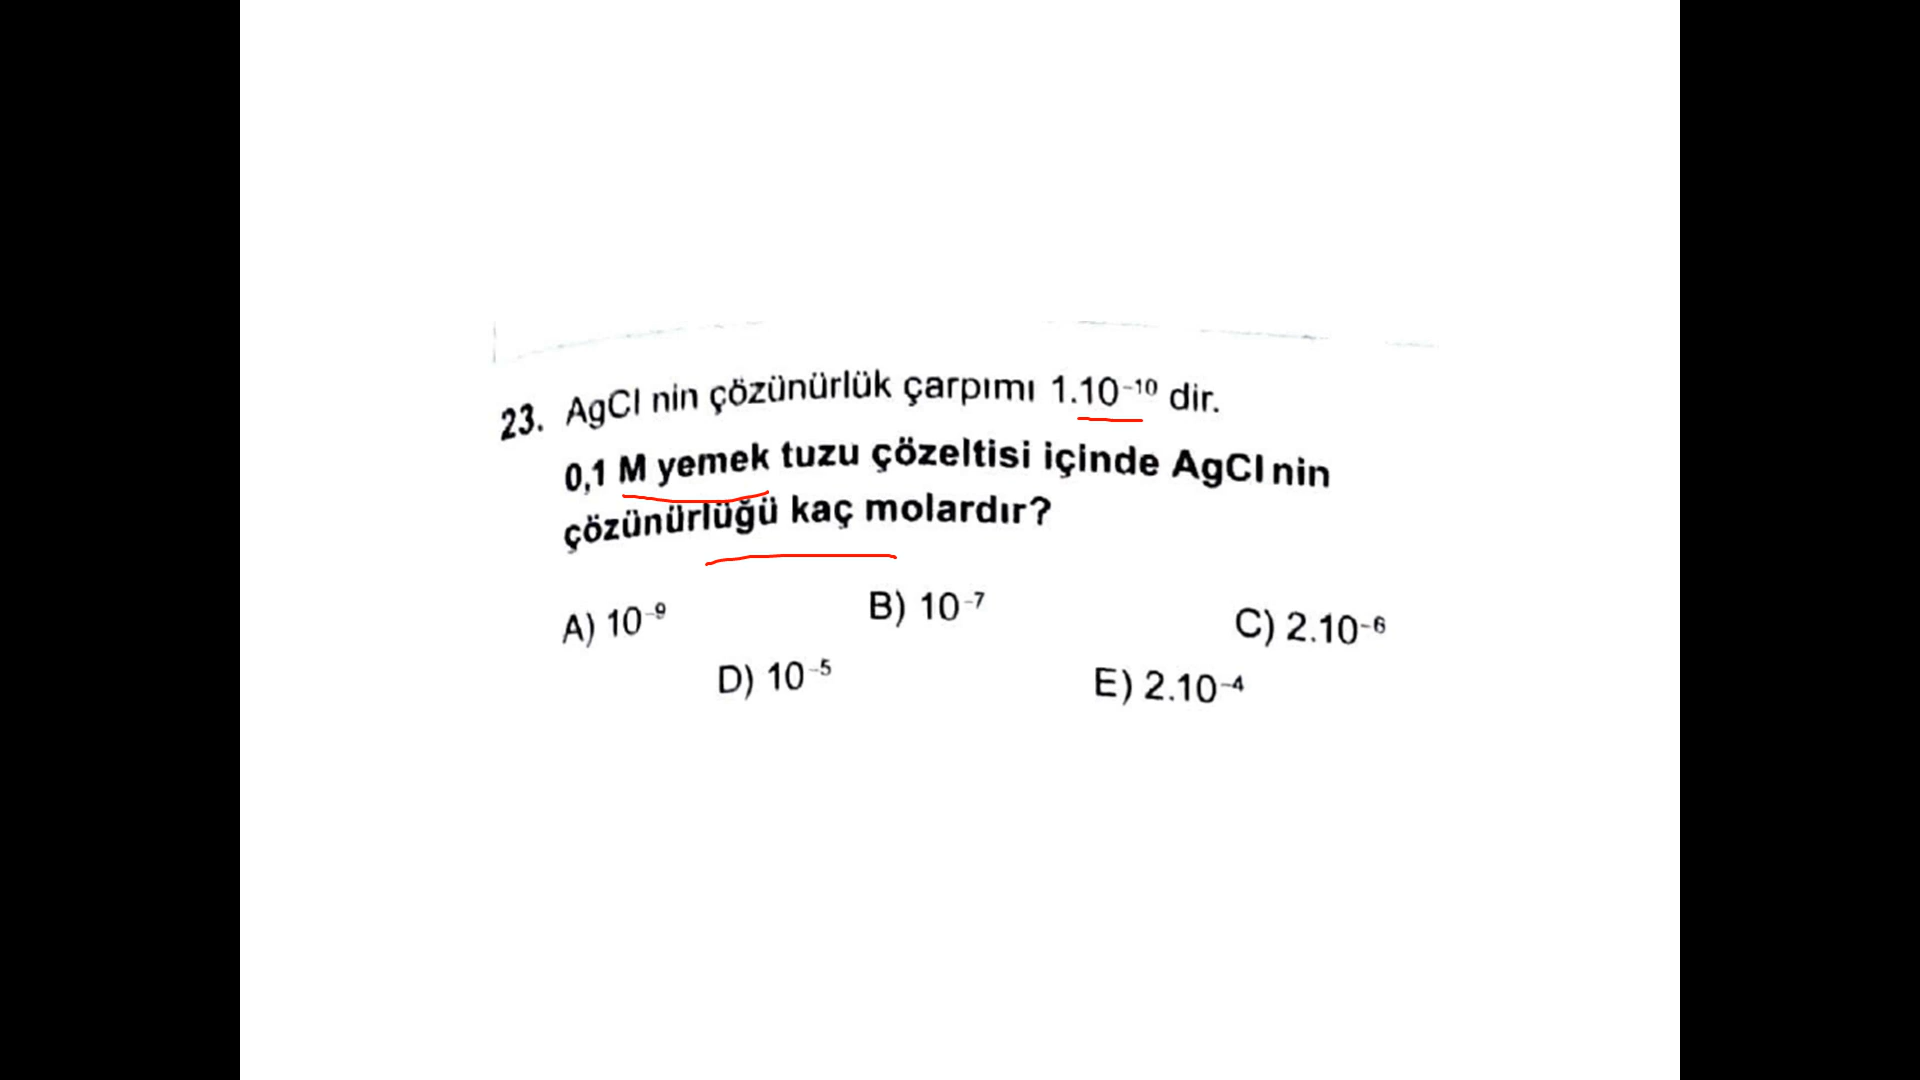 23. AgCl nin çözünürlük çarpımı 1.10⁻¹⁰ dir.
0,1 M yemek tuzu çözeltisi içinde AgCl nin
çözünürlüğü kaç molardır?
A) 10⁻⁹ B) 10⁻⁷ C) 2.10⁻⁶
D) 10⁻⁵ E) 2.10⁻⁴